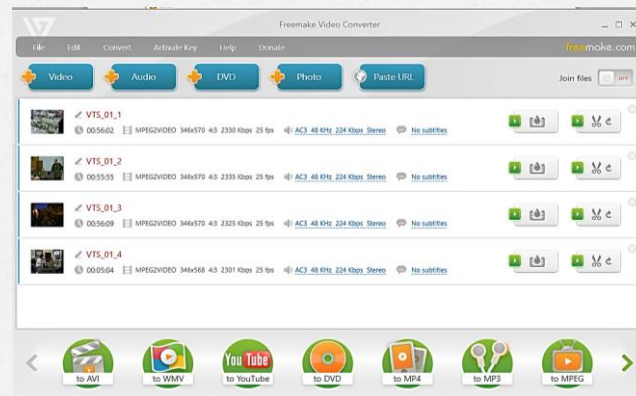 Freemake Video Converter
File Edit Convert Activate Key Help Donate
freemake.com
Video Audio DVD Photo Paste URL Join files OFF
VTS_01_1
00:56:02 MPEG2VIDEO 346x570 4:3 2330 Kbps 25 fps AC3 48 KHz 224 Kbps Stereo No subtitles
VTS_01_2
00:55:55 MPEG2VIDEO 346x570 4:3 2335 Kbps 25 fps AC3 48 KHz 224 Kbps Stereo No subtitles
VTS_01_3
00:56:09 MPEG2VIDEO 346x570 4:3 2325 Kbps 25 fps AC3 48 KHz 224 Kbps Stereo No subtitles
VTS_01_4
00:05:04 MPEG2VIDEO 346x568 4:3 2301 Kbps 25 fps AC3 48 KHz 224 Kbps Stereo No subtitles
You Tube
to AVI to WMV to YouTube to DVD to MP4 to MP3 to MPEG